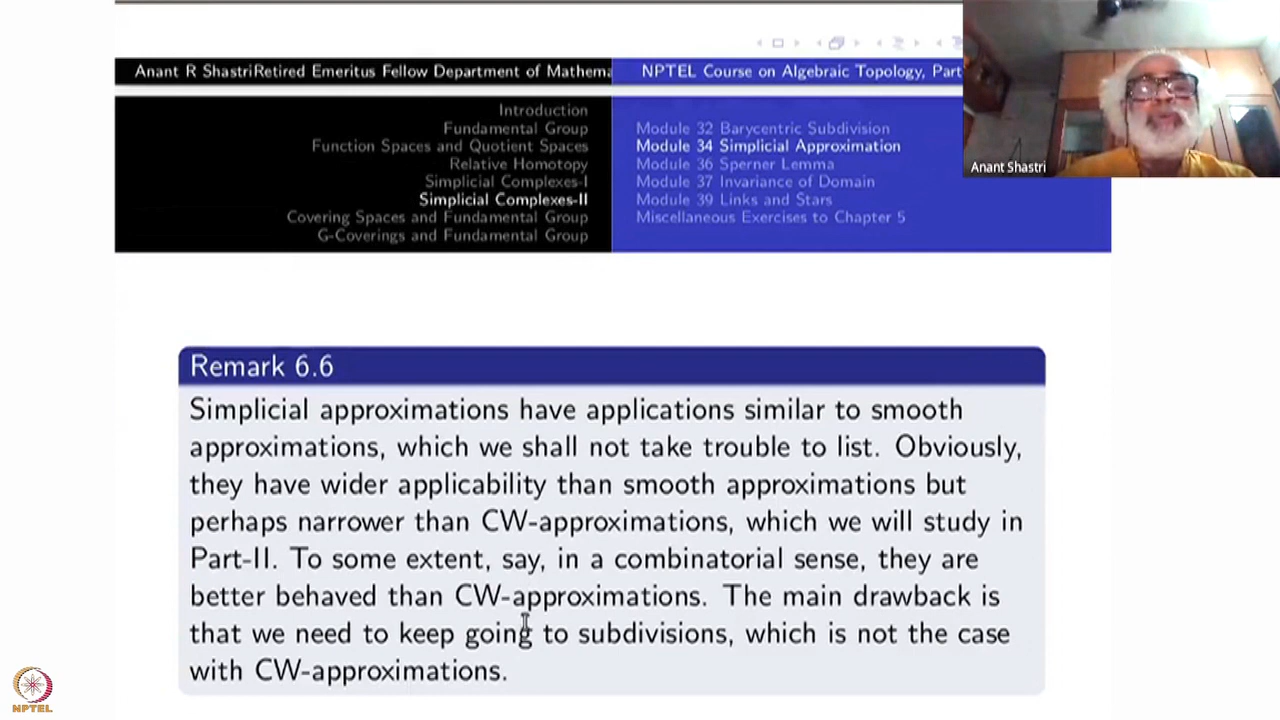 Anant R ShastriRetired Emeritus Fellow Department of Mathema
NPTEL Course on Algebraic Topology, Part
Introduction
Fundamental Group
Function Spaces and Quotient Spaces
Relative Homotopy
Simplicial Complexes-I
Simplicial Complexes-II
Covering Spaces and Fundamental Group
G-Coverings and Fundamental Group
Module 32 Barycentric Subdivision
Module 34 Simplicial Approximation
Module 36 Sperner Lemma
Module 37 Invariance of Domain
Module 39 Links and Stars
Miscellaneous Exercises to Chapter 5
Anant Shastri
Remark 6.6
Simplicial approximations have applications similar to smooth
approximations, which we shall not take trouble to list. Obviously,
they have wider applicability than smooth approximations but
perhaps narrower than CW-approximations, which we will study in
Part-II. To some extent, say, in a combinatorial sense, they are
better behaved than CW-approximations. The main drawback is
that we need to keep going to subdivisions, which is not the case
with CW-approximations.
NPTEL